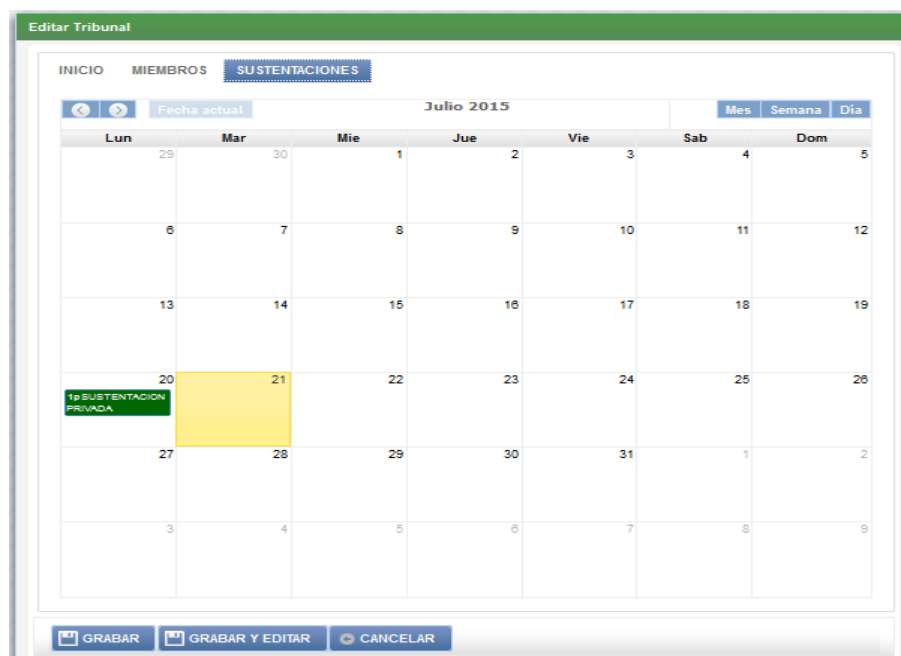 Editar Tribunal
INICIO MIEMBROS SUSTENTACIONES
Fecha actual Julio 2015 Mes Semana Día
Lun Mar Mie Jue Vie Sab Dom
29 30 1 2 3 4 5
6 7 8 9 10 11 12
13 14 15 16 17 18 19
20 21 22 23 24 25 26
1p SUSTENTACION
PRIVADA
27 28 29 30 31 1 2
3 4 5 6 7 8 9
GRABAR GRABAR Y EDITAR CANCELAR